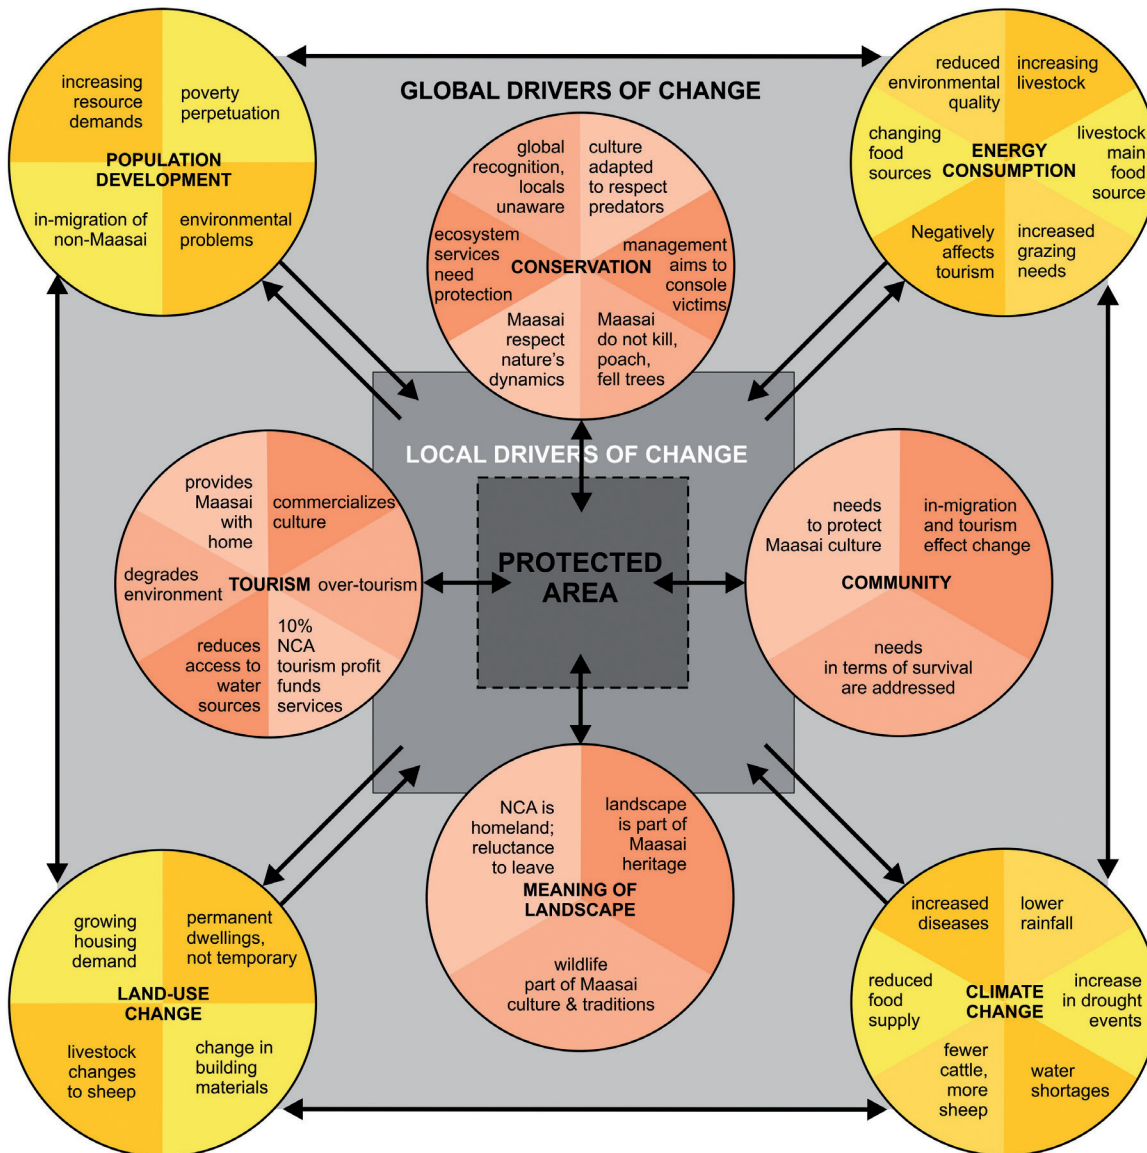 GLOBAL DRIVERS OF CHANGE
increasing
resource
demands
poverty
perpetuation
POPULATION
DEVELOPMENT
in-migration of
non-Maasai
environmental
problems
global
recognition,
locals
unaware
culture
adapted
to respect
predators
ecosystem
services
need
protection
CONSERVATION
management
aims to
console
victims
Maasai
respect
nature's
dynamics
Maasai
do not kill,
poach,
fell trees
reduced
environmental
quality
increasing
livestock
changing
food
sources
ENERGY
CONSUMPTION
livestock
main
food
source
Negatively
affects
tourism
increased
grazing
needs
LOCAL DRIVERS OF CHANGE
PROTECTED
AREA
provides
Maasai
with
home
commercializes
culture
degrades
environment
TOURISM
over-tourism
reduces
access to
water
sources
10%
NCA
tourism profit
funds
services
needs
to protect
Maasai culture
in-migration
and tourism
effect change
COMMUNITY
needs
in terms of survival
are addressed
NCA is
homeland;
reluctance
to leave
landscape
is part of
Maasai
heritage
MEANING OF
LANDSCAPE
wildlife
part of Maasai
culture & traditions
growing
housing
demand
permanent
dwellings,
not temporary
LAND-USE
CHANGE
livestock
changes
to sheep
change in
building
materials
increased
diseases
lower
rainfall
reduced
food
supply
CLIMATE
CHANGE
increase
in drought
events
fewer
cattle,
more
sheep
water
shortages